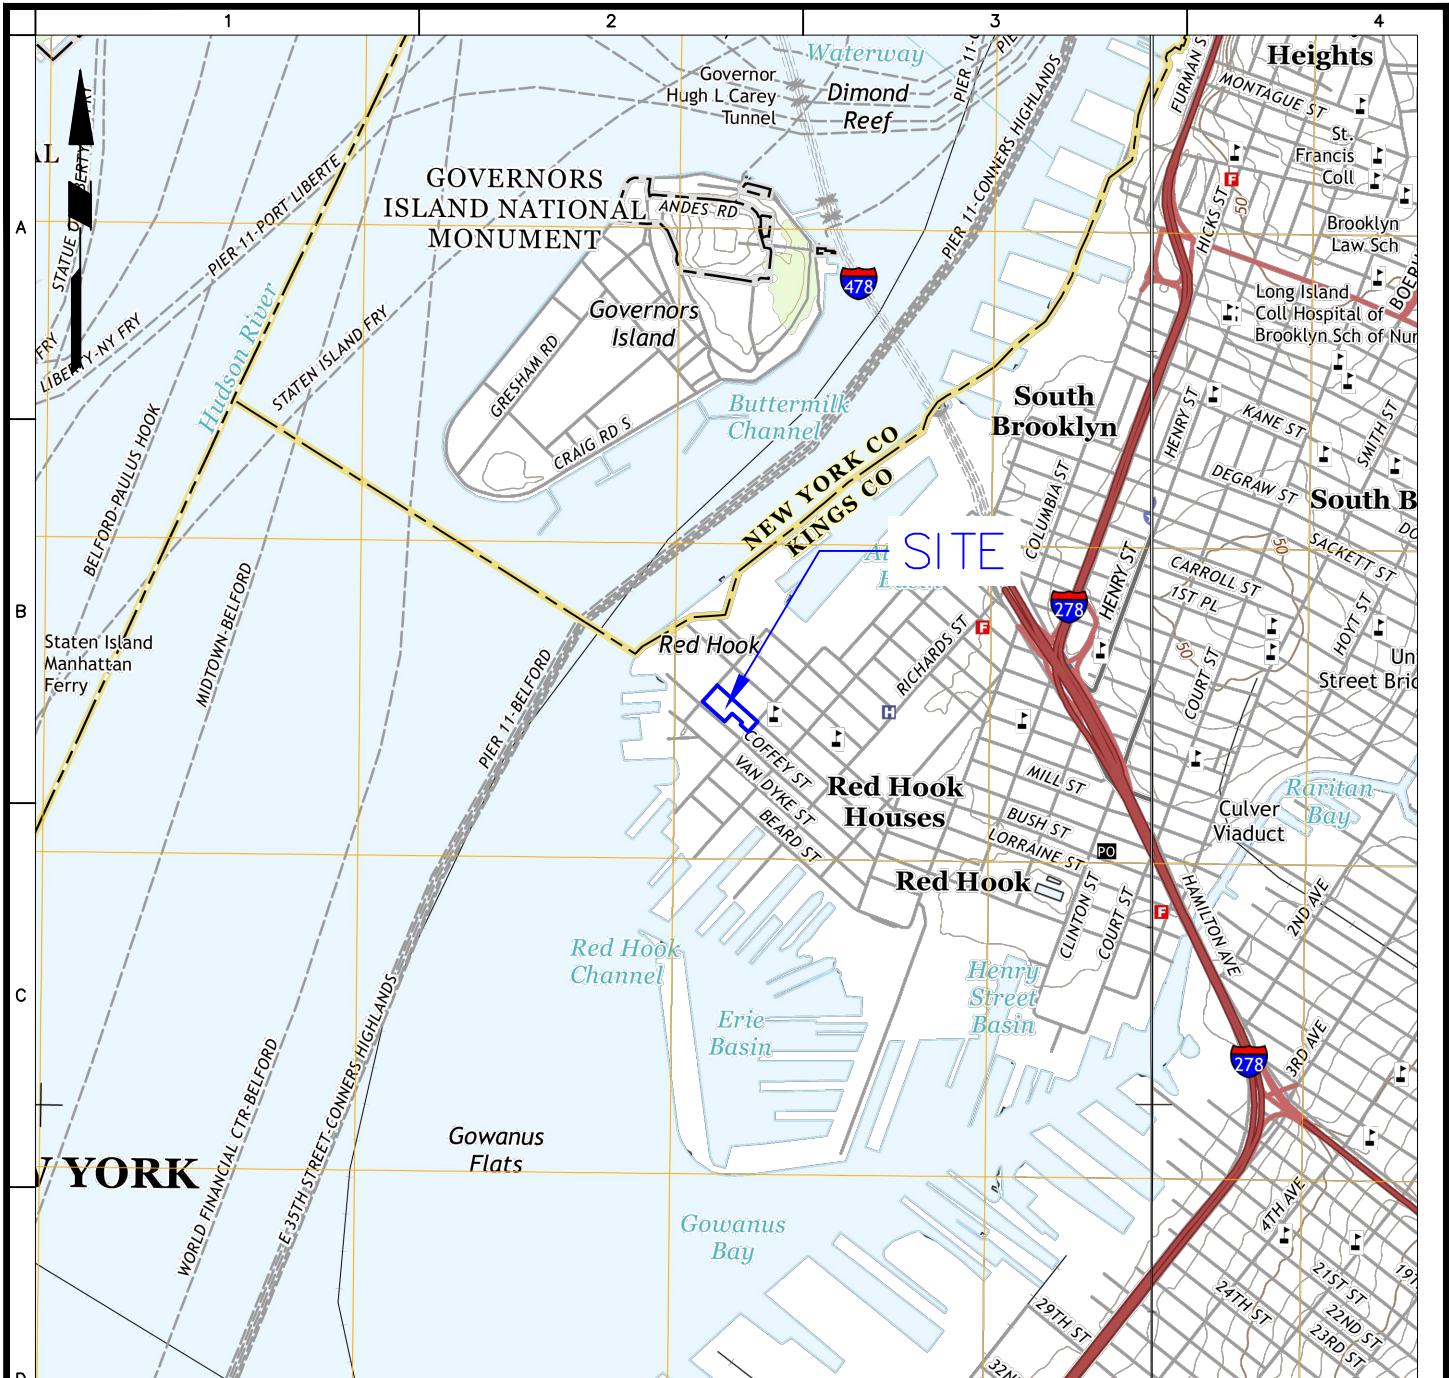 1
2
3
4
A
B
C
Waterway
Heights
FURMAN S
MONTAGUE ST
Governor
Hugh L Carey
Tunnel
Dimond
Reef
PIER 11-CONNERS HIGHLANDS
St.
Francis
Coll
GOVERNORS
ISLAND NATIONAL
MONUMENT
ANDES RD
PIER 11-PORT LIBERTE
HICKS ST
50
Brooklyn
Law Sch
478
Long Island
Coll Hospital of
Brooklyn Sch of Nur
BOERU
Governors
Island
Hudson River
STATEN ISLAND FRY
LIBERTY-NY FRY
FRY
GRESHAM RD
CRAIG RD S
Buttermilk
Channel
South
Brooklyn
HENRY ST
KANE ST
SMITH ST
DEGRAW ST
South B
BELFORD-PAULUS HOOK
NEW YORK CO
KINGS CO
COLUMBIA ST
SITE
HENRY ST
278
CARROLL ST
1ST PL
50
SACKETT ST
HOYT ST
MIDTOWN-BELFORD
Staten Island
Manhattan
Ferry
Red Hook
RICHARDS ST
F
F
H
50
COURT ST
Un
Street Brid
PIER 11-BELFORD
COFFEY ST
VAN DYKE ST
BEARD ST
Red Hook
Houses
MILL ST
BUSH ST
LORRAINE ST
PO
Culver
Viaduct
Raritan
Bay
Red Hook
CLINTON ST
COURT ST
F
HAMILTON AVE
2ND AVE
Red Hook
Channel
Erie
Basin
Henry
Street
Basin
E 35TH STREET-CONNERS HIGHLANDS
WORLD FINANCIAL CTR-BELFORD
278
3RD AVE
Gowanus
Flats
YORK
Gowanus
Bay
4TH AVE
29TH ST
24TH ST
21ST ST
22ND ST
23RD ST